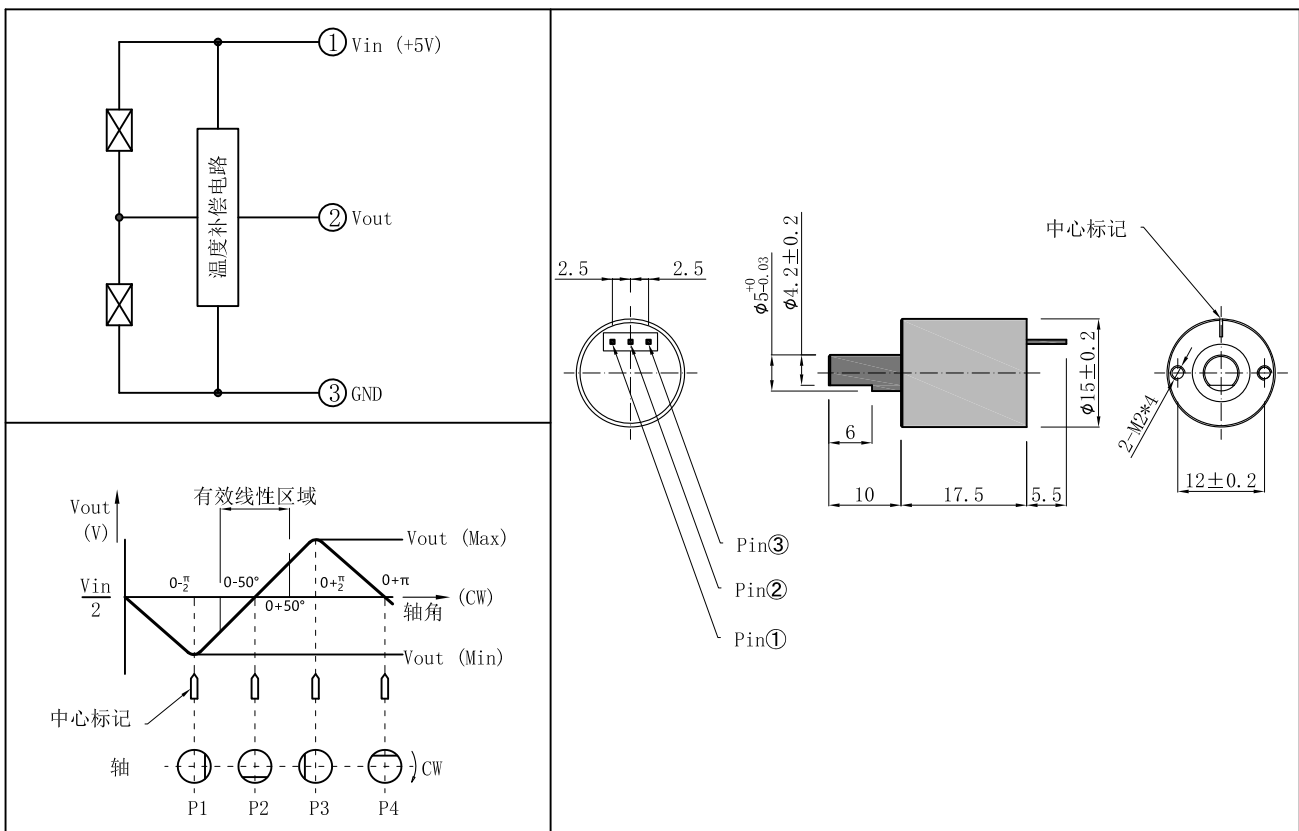 ① Vin (+5V)
温度补偿电路
② Vout
③ GND
Vout
(V)
有效线性区域
Vout (Max)
0-π/2
0-50°
0+π/2
0+π
Vin/2
0+50°
(CW)
轴角
Vout (Min)
中心标记
轴
CW
P1 P2 P3 P4
中心标记
2.5 2.5
ϕ5+0-0.03
ϕ4.2±0.2
ϕ15±0.2
2-M2*4
6
12±0.2
10 17.5 5.5
Pin③
Pin②
Pin①